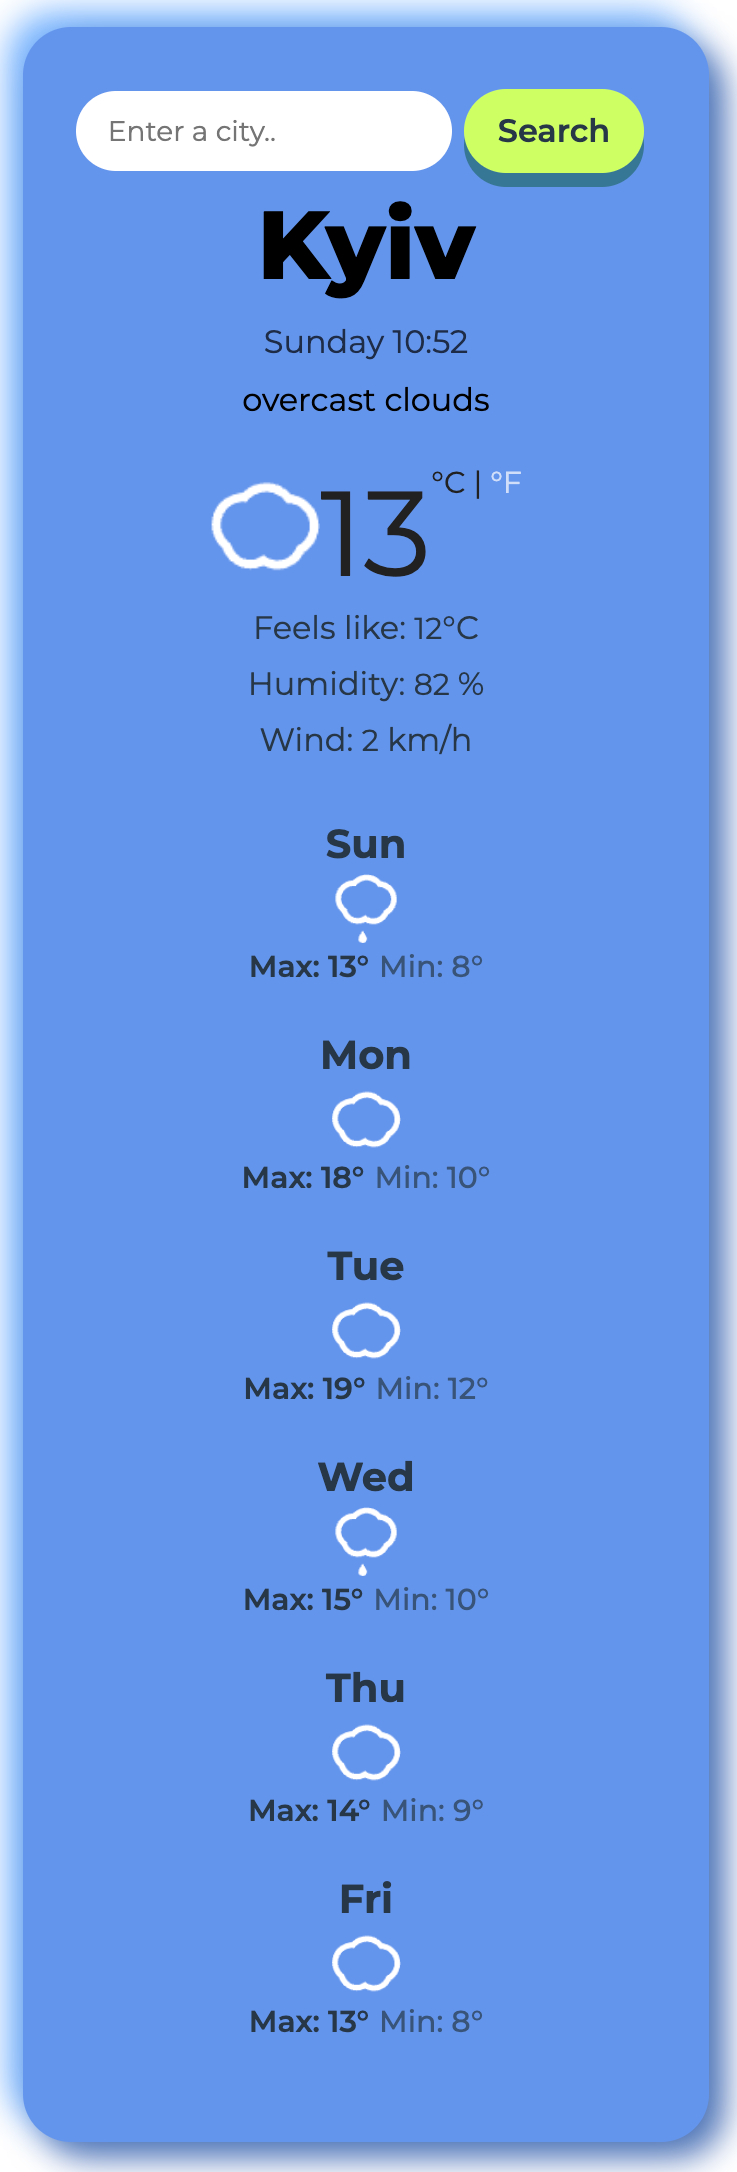 Enter a city.. Search
Kyiv
Sunday 10:52
overcast clouds
13 °C | °F
Feels like: 12°C
Humidity: 82 %
Wind: 2 km/h
Sun
Max: 13° Min: 8°
Mon
Max: 18° Min: 10°
Tue
Max: 19° Min: 12°
Wed
Max: 15° Min: 10°
Thu
Max: 14° Min: 9°
Fri
Max: 13° Min: 8°